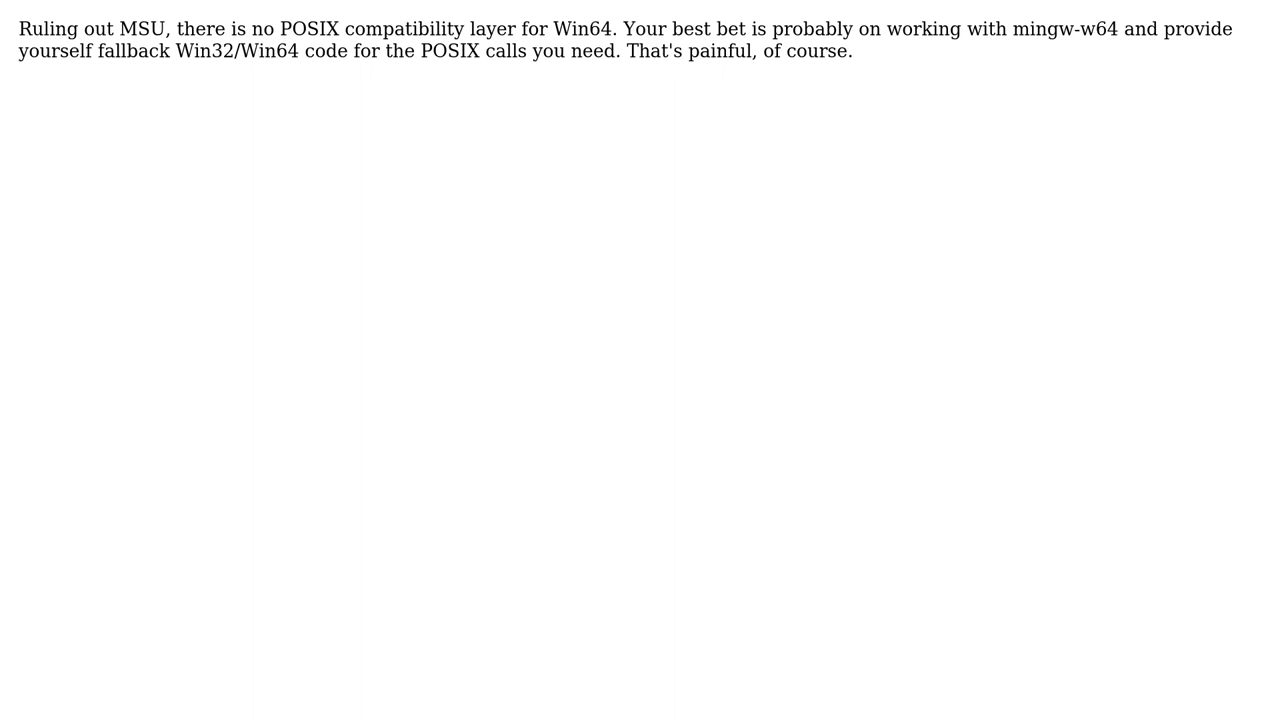 Ruling out MSU, there is no POSIX compatibility layer for Win64. Your best bet is probably on working with mingw-w64 and provide
yourself fallback Win32/Win64 code for the POSIX calls you need. That's painful, of course.